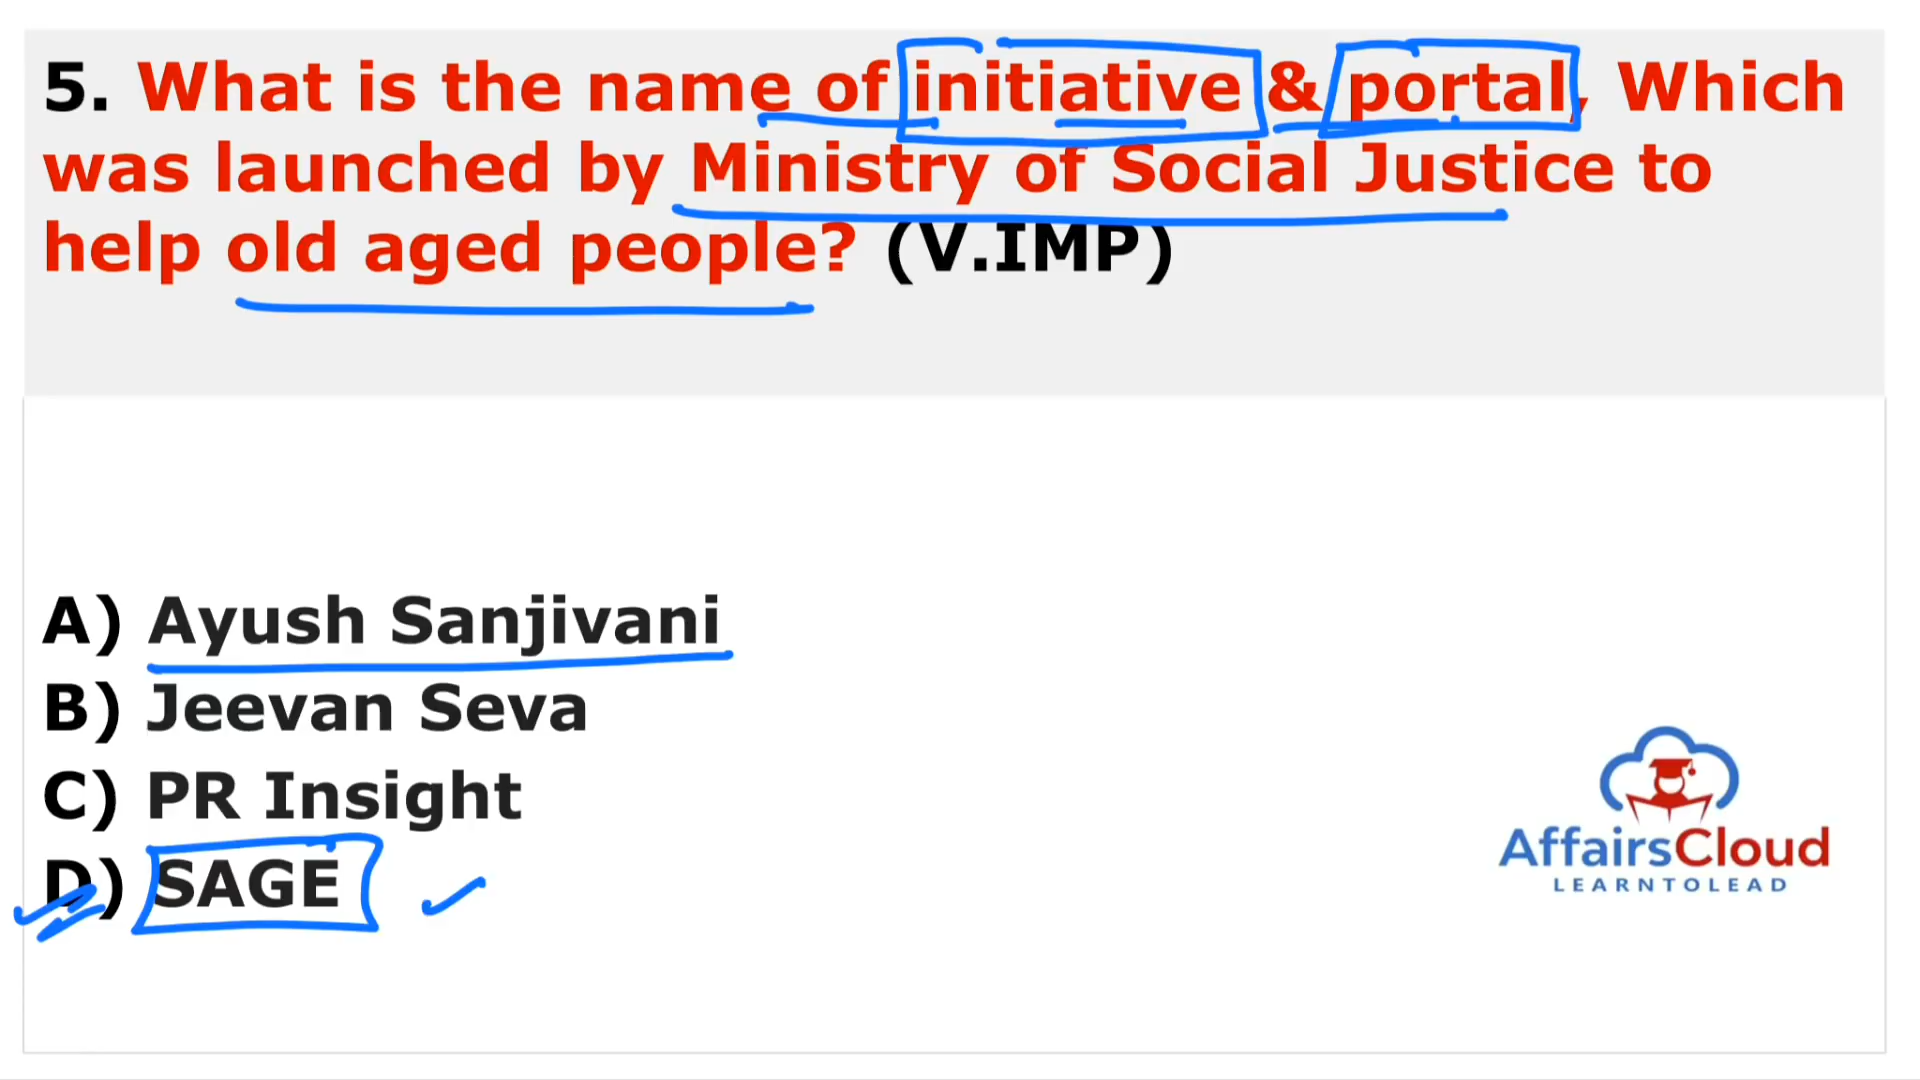 5. What is the name of initiative & portal, Which
was launched by Ministry of Social Justice to
help old aged people? (V.IMP)
A) Ayush Sanjivani
B) Jeevan Seva
C) PR Insight
D) SAGE
AffairsCloud
LEARNTOLEAD